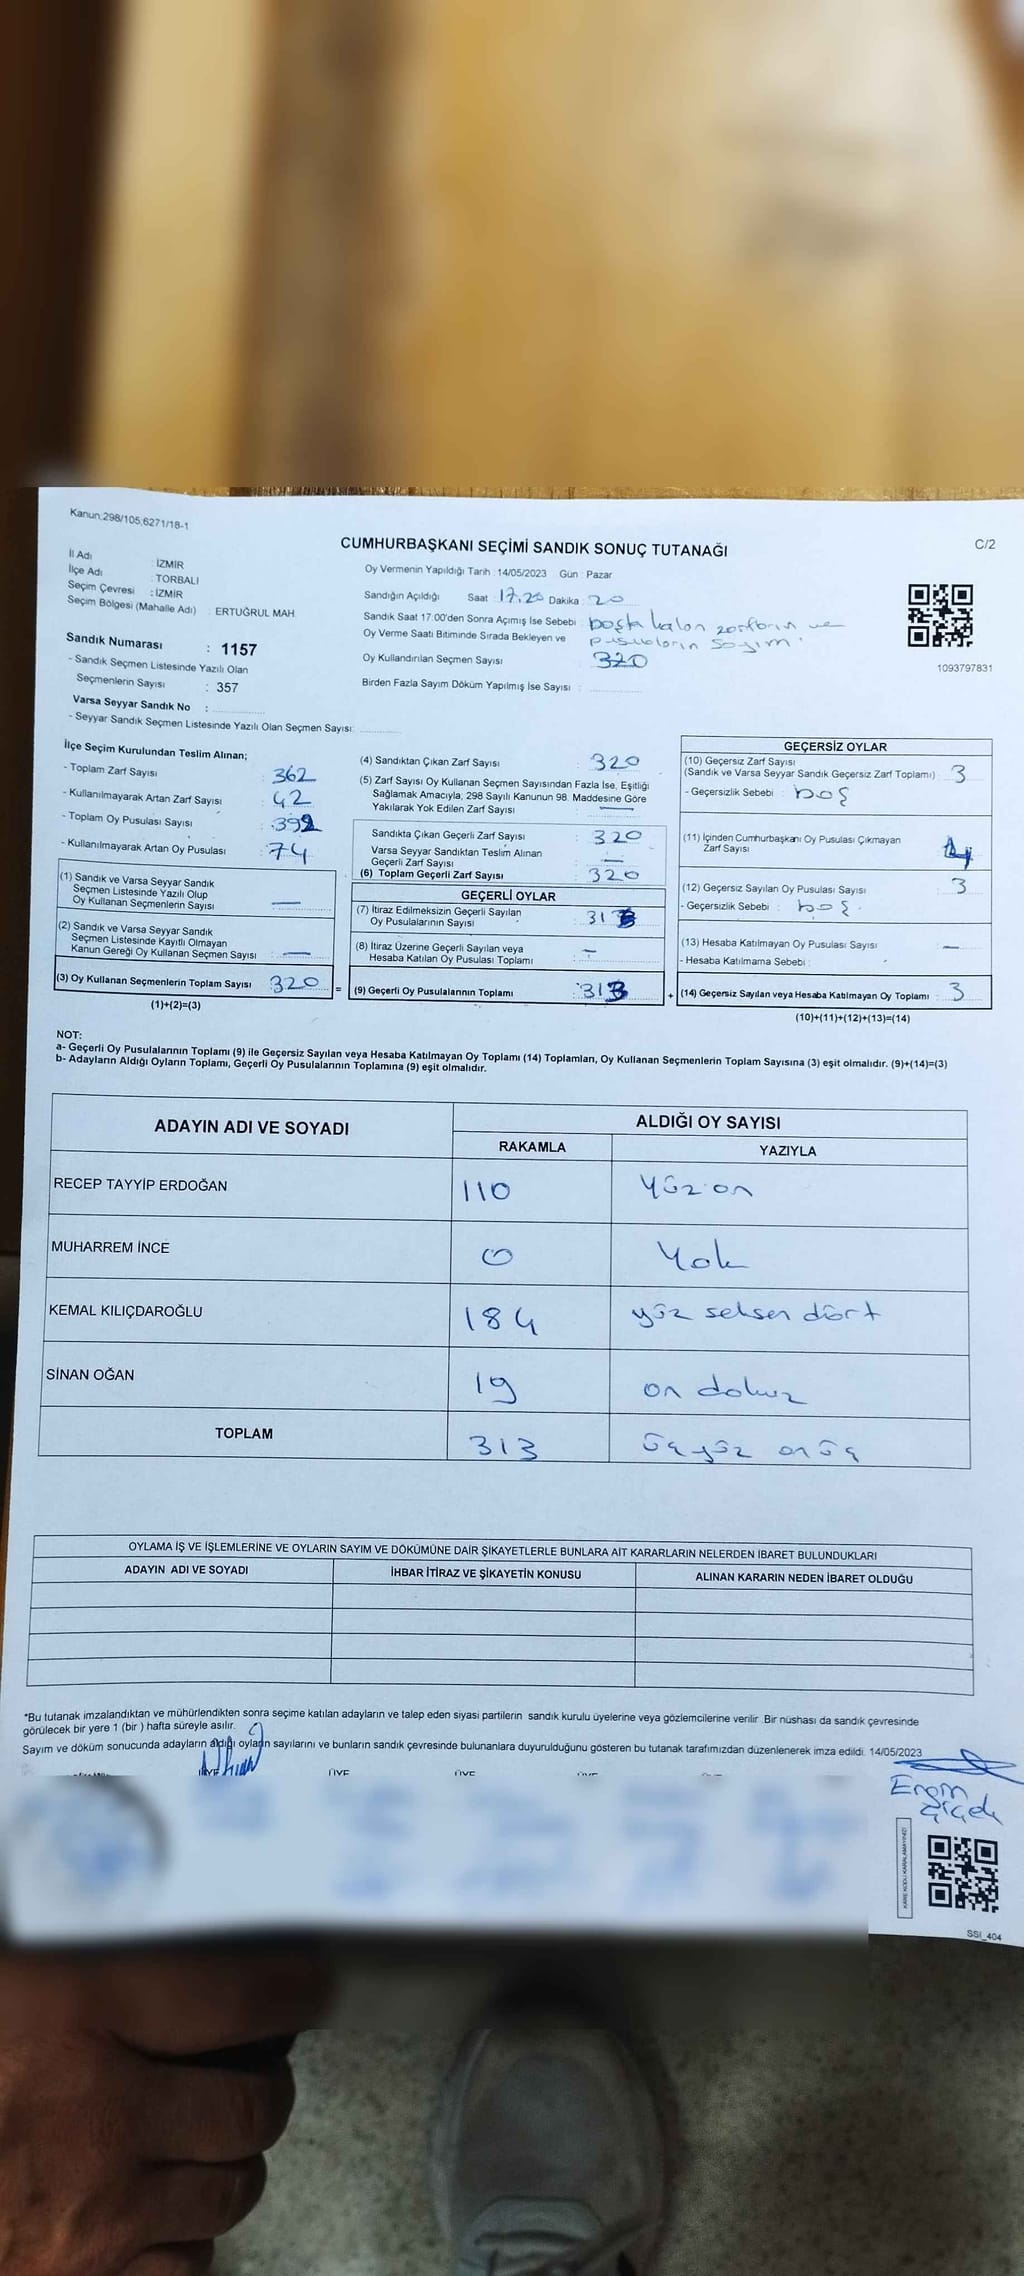 Kanun;298/105,6271/18-1
CUMHURBAŞKANI SEÇİMİ SANDIK SONUÇ TUTANAĞI
C/2
İl Adı : İZMİR
İlçe Adı : TORBALI
Seçim Çevresi : İZMİR
Seçim Bölgesi (Mahalle Adı) : ERTUĞRUL MAH.
Sandık Numarası : 1157
- Sandık Seçmen Listesinde Yazılı Olan
Seçmenlerin Sayısı : 357
Varsa Seyyar Sandık No :
- Seyyar Sandık Seçmen Listesinde Yazılı Olan Seçmen Sayısı:
Oy Vermenin Yapıldığı Tarih : 14/05/2023 Gün : Pazar
Sandığın Açıldığı Saat : 17.20 Dakika : 20
Sandık Saat 17.00'den Sonra Açımış İse Sebebi : boşta kalan zarfların ve
Oy Verme Saati Bitiminde Sırada Bekleyen ve pusulaların sayımı
Oy Kullandırılan Seçmen Sayısı 320
Birden Fazla Sayım Döküm Yapılmış İse Sayısı :
1093797831
İlçe Seçim Kurulundan Teslim Alınan;
- Toplam Zarf Sayısı : 362
- Kullanılmayarak Artan Zarf Sayısı : 42
- Toplam Oy Pusulası Sayısı : 392
- Kullanılmayarak Artan Oy Pusulası : 74
(1) Sandık ve Varsa Seyyar Sandık
Seçmen Listesinde Yazılı Olup
Oy Kullanan Seçmenlerin Sayısı : —
(2) Sandık ve Varsa Seyyar Sandık
Seçmen Listesinde Kayıtlı Olmayan
Kanun Gereği Oy Kullanan Seçmen Sayısı : —
(3) Oy Kullanan Seçmenlerin Toplam Sayısı : 320
(1)+(2)=(3)
=
(4) Sandıktan Çıkan Zarf Sayısı : 320
(5) Zarf Sayısı Oy Kullanan Seçmen Sayısından Fazla İse, Eşitliği
Sağlamak Amacıyla, 298 Sayılı Kanunun 98. Maddesine Göre
Yakılarak Yok Edilen Zarf Sayısı : —
Sandıkta Çıkan Geçerli Zarf Sayısı : 320
Varsa Seyyar Sandıktan Teslim Alınan
Geçerli Zarf Sayısı : —
(6) Toplam Geçerli Zarf Sayısı : 320
GEÇERLİ OYLAR
(7) İtiraz Edilmeksizin Geçerli Sayılan
Oy Pusulalarının Sayısı : 313
(8) İtiraz Üzerine Geçerli Sayılan veya
Hesaba Katılan Oy Pusulası Toplamı : —
(9) Geçerli Oy Pusulalarının Toplamı : 313
+
GEÇERSİZ OYLAR
(10) Geçersiz Zarf Sayısı
(Sandık ve Varsa Seyyar Sandık Geçersiz Zarf Toplamı) : 3
- Geçersizlik Sebebi : boş
(11) İçinden Cumhurbaşkanı Oy Pusulası Çıkmayan
Zarf Sayısı
(12) Geçersiz Sayılan Oy Pusulası Sayısı : 3
- Geçersizlik Sebebi : boş
(13) Hesaba Katılmayan Oy Pusulası Sayısı : —
- Hesaba Katılmama Sebebi :
(14) Geçersiz Sayılan veya Hesaba Katılmayan Oy Toplamı : 3
(10)+(11)+(12)+(13)=(14)
NOT:
a- Geçerli Oy Pusulalarının Toplamı (9) ile Geçersiz Sayılan veya Hesaba Katılmayan Oy Toplamı (14) Toplamları, Oy Kullanan Seçmenlerin Toplam Sayısına (3) eşit olmalıdır. (9)+(14)=(3)
b- Adayların Aldığı Oyların Toplamı, Geçerli Oy Pusulalarının Toplamına (9) eşit olmalıdır.
ADAYIN ADI VE SOYADI
ALDIĞI OY SAYISI
RAKAMLA YAZIYLA
RECEP TAYYİP ERDOĞAN 110 Yüz on
MUHARREM İNCE 0 Yok
KEMAL KILIÇDAROĞLU 184 yüz seksen dört
SİNAN OĞAN 19 on dokuz
TOPLAM 313 üçyüz onüç
OYLAMA İŞ VE İŞLEMLERİNE VE OYLARIN SAYIM VE DÖKÜMÜNE DAİR ŞİKAYETLERLE BUNLARA AİT KARARLARIN NELERDEN İBARET BULUNDUKLARI
ADAYIN ADI VE SOYADI İHBAR İTİRAZ VE ŞİKAYETİN KONUSU ALINAN KARARIN NEDEN İBARET OLDUĞU
*Bu tutanak imzalandıktan ve mühürlendikten sonra seçime katılan adayların ve talep eden siyasi partilerin sandık kurulu üyelerine veya gözlemcilerine verilir. Bir nüshası da sandık çevresinde
görülecek bir yere 1 (bir ) hafta süreyle asılır.
Sayım ve döküm sonucunda adayların aldığı oyların sayılarını ve bunların sandık çevresinde bulunanlara duyurulduğunu gösteren bu tutanak tarafımızdan düzenlenerek imza edildi. 14/05/2023
ÜYE ÜYE ÜYE
KARE KODU KARALAMAYINIZ!
SSI_404